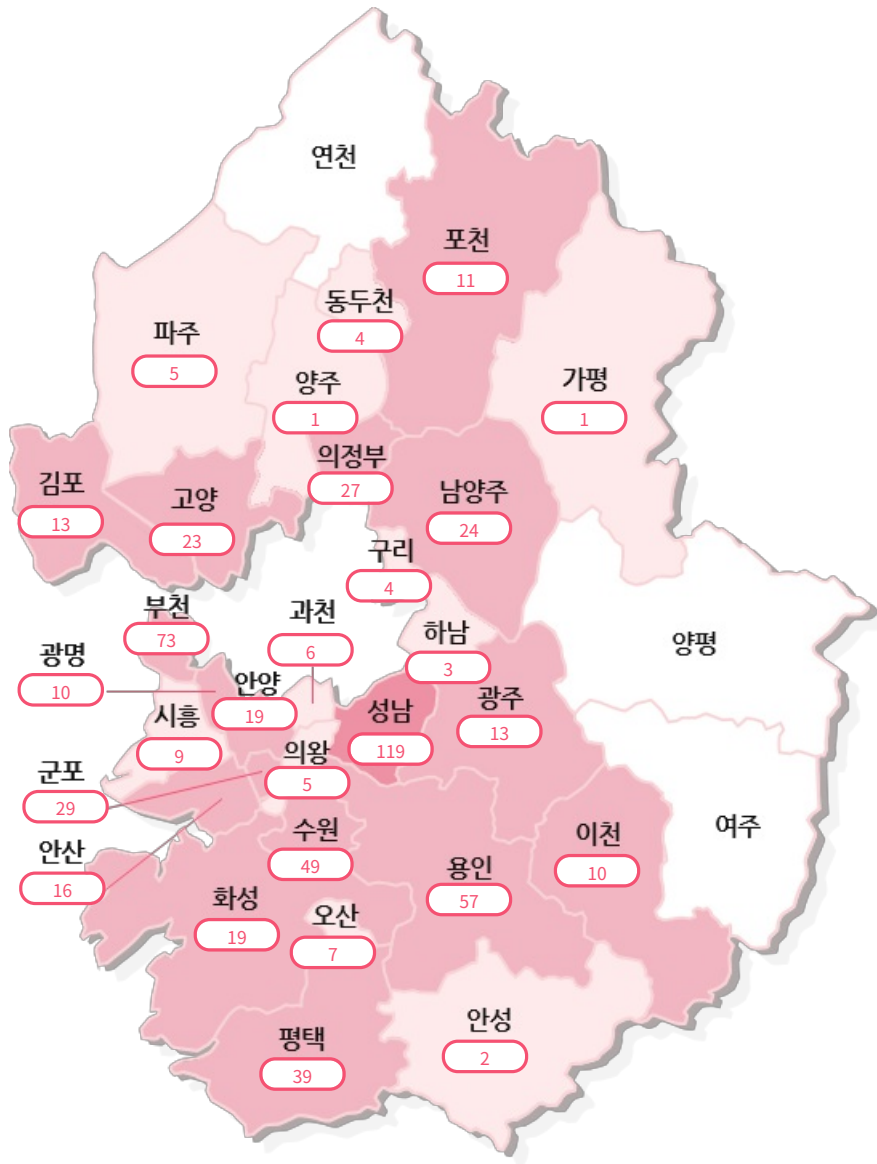 연천
포천
11
동두천
4
파주
5
양주
1
가평
1
의정부
27
김포
13
고양
23
남양주
24
구리
4
부천
73
과천
6
하남
3
양평
광명
10
안양
19
시흥
9
성남
119
광주
13
의왕
5
군포
29
수원
49
이천
10
여주
안산
16
용인
57
화성
19
오산
7
안성
2
평택
39